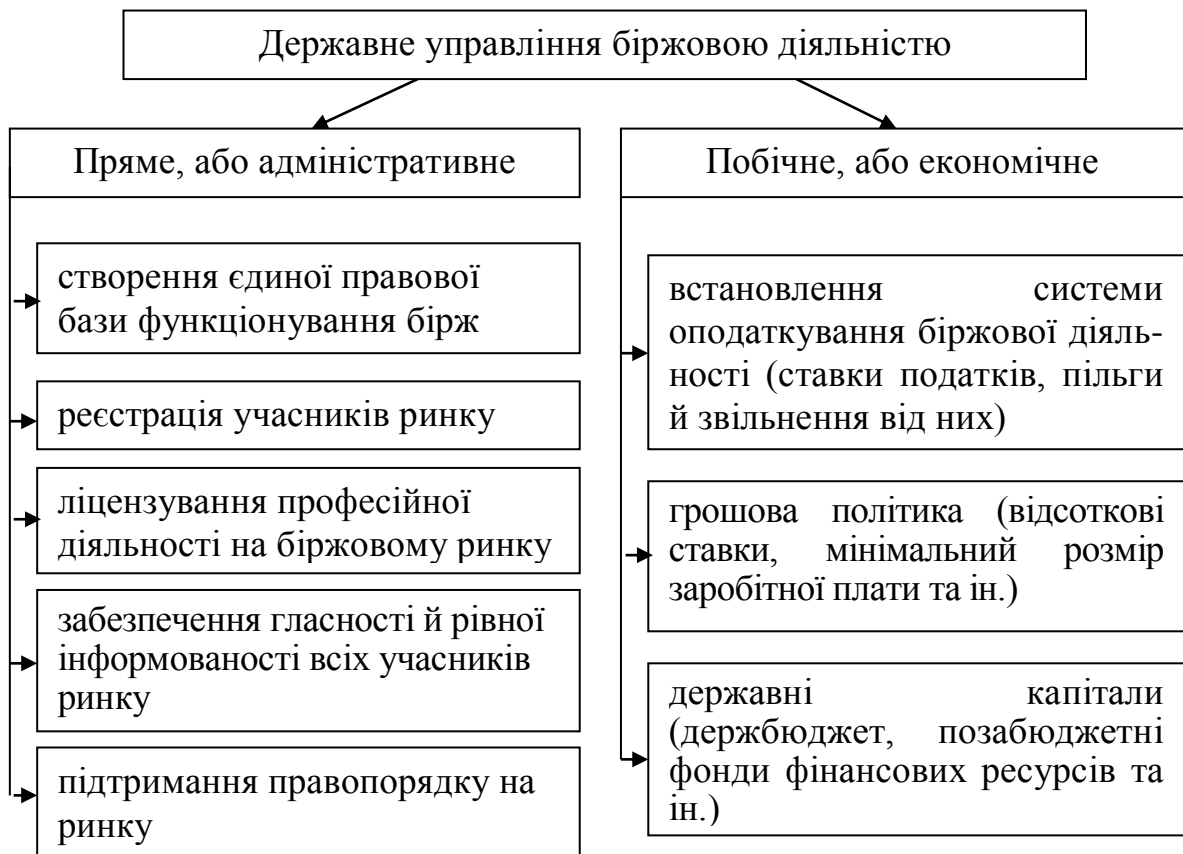 Державне управління біржовою діяльністю
Пряме, або адміністративне
створення єдиної правової
бази функціонування бірж
реєстрація учасників ринку
ліцензування професійної
діяльності на біржовому ринку
забезпечення гласності й рівної
інформованості всіх учасників
ринку
підтримання правопорядку на
ринку
Побічне, або економічне
встановлення системи
оподаткування біржової діяль-
ності (ставки податків, пільги
й звільнення від них)
грошова політика (відсоткові
ставки, мінімальний розмір
заробітної плати та ін.)
державні капітали
(держбюджет, позабюджетні
фонди фінансових ресурсів та
ін.)